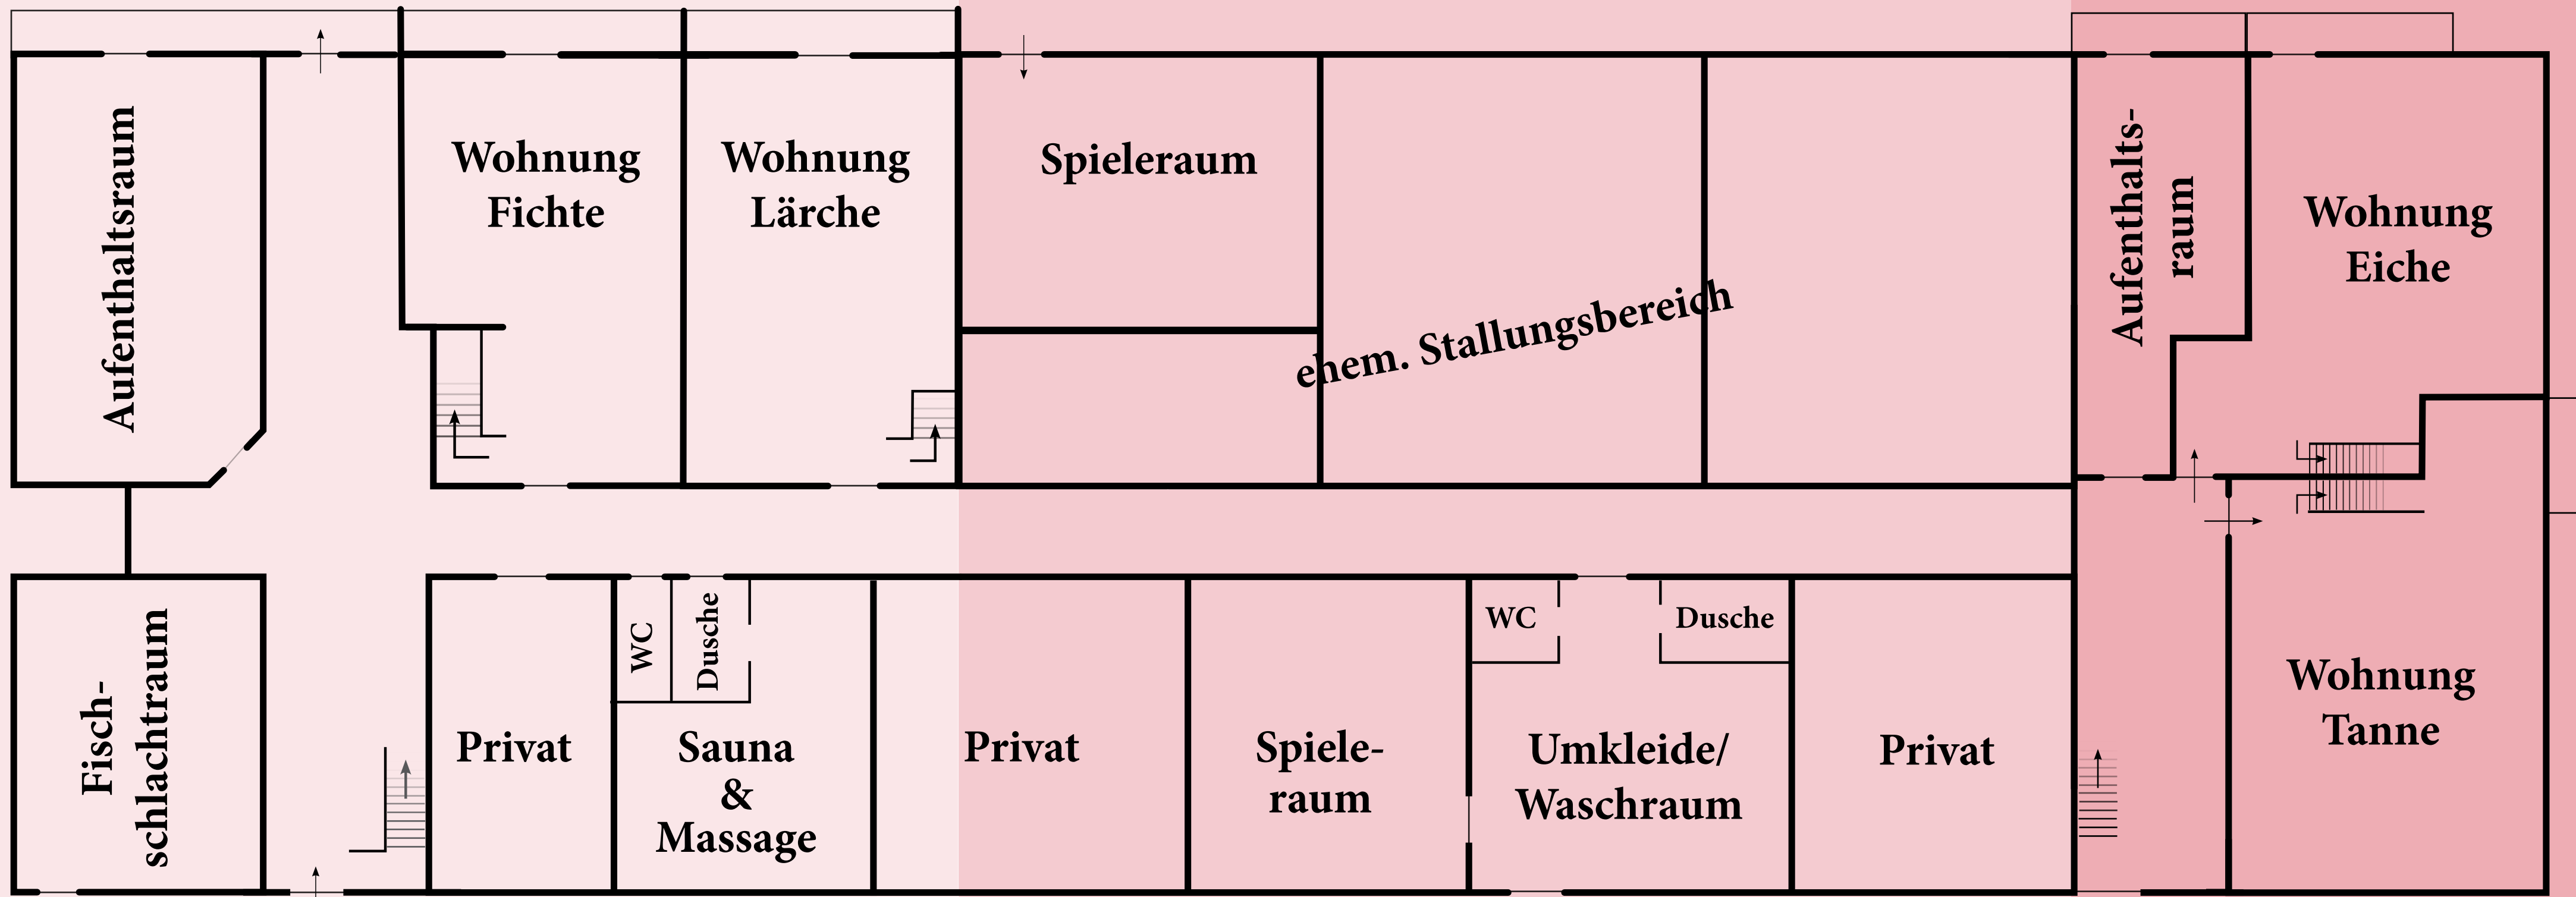 Aufenthaltsraum
Wohnung
Fichte
Wohnung
Lärche
Spieleraum
ehem. Stallungsbereich
Aufenthalts-
raum
Wohnung
Eiche
Fisch-
schlachtraum
Privat
WC
Dusche
Sauna
&
Massage
Privat
Spiele-
raum
WC
Dusche
Umkleide/
Waschraum
Privat
Wohnung
Tanne